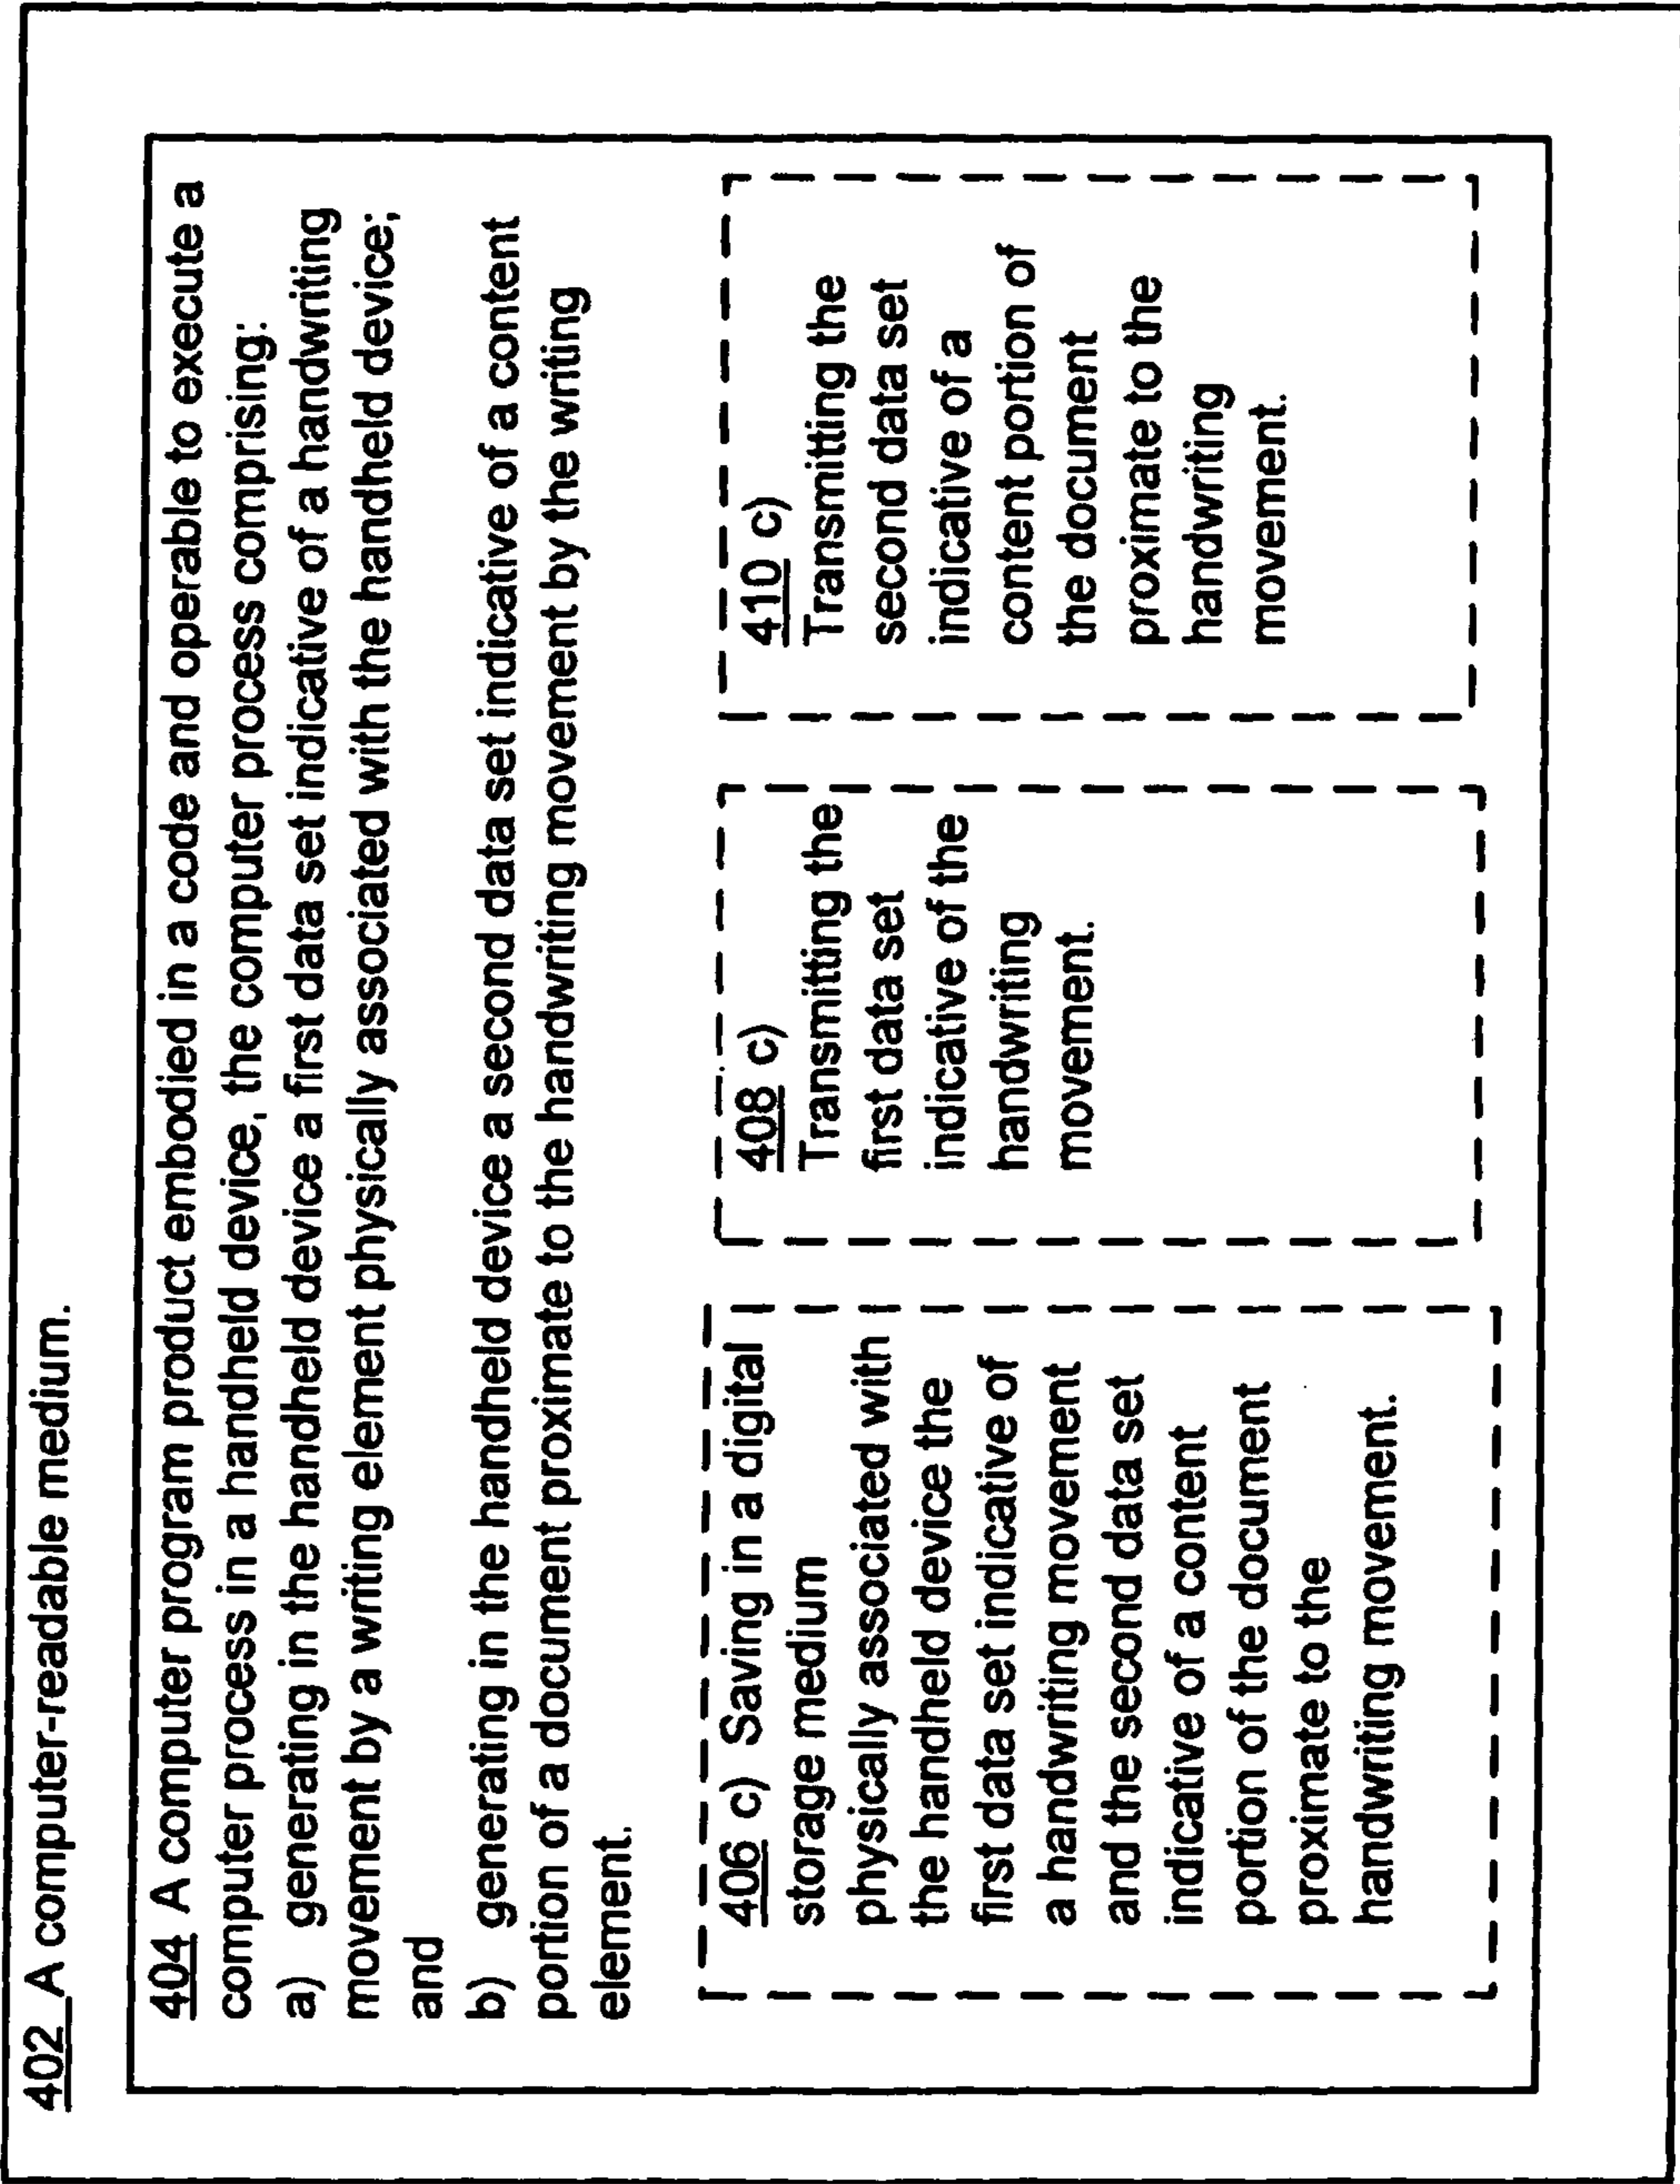 402 A computer-readable medium.
404 A computer program product embodied in a code and operable to execute a
computer process in a handheld device, the computer process comprising:
a) generating in the handheld device a first data set indicative of a handwriting
movement by a writing element physically associated with the handheld device;
and
b) generating in the handheld device a second data set indicative of a content
portion of a document proximate to the handwriting movement by the writing
element.
406 c) Saving in a digital
storage medium
physically associated with
the handheld device the
first data set indicative of
a handwriting movement
and the second data set
indicative of a content
portion of the document
proximate to the
handwriting movement.
408 c)
Transmitting the
first data set
indicative of the
handwriting
movement.
410 c)
Transmitting the
second data set
indicative of a
content portion of
the document
proximate to the
handwriting
movement.